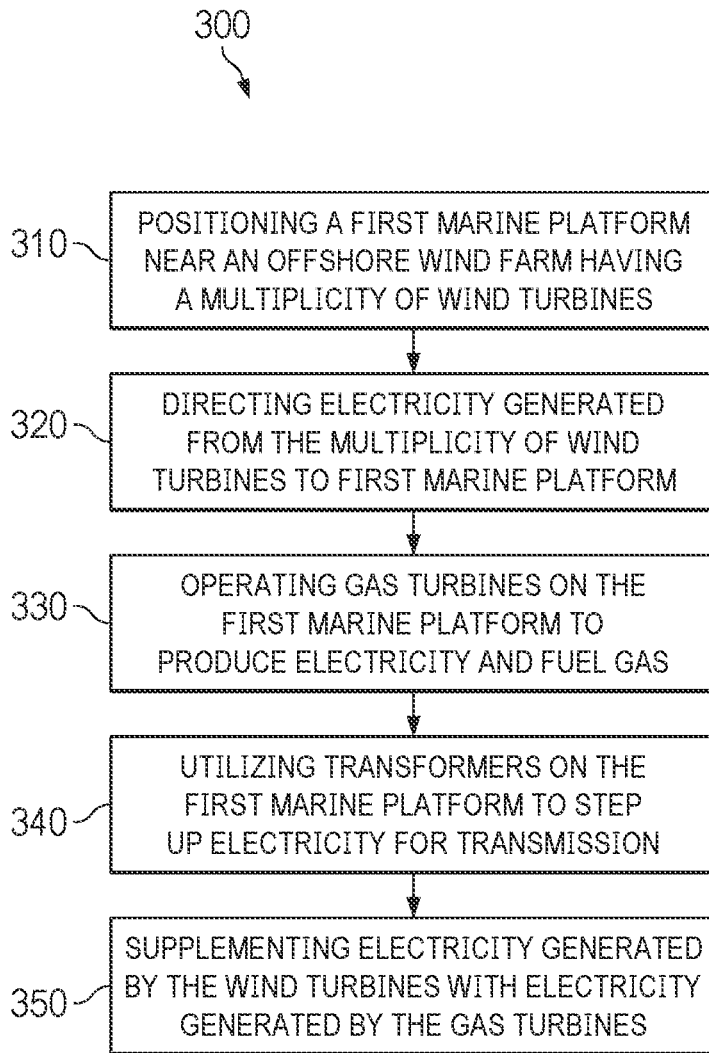 300
310
POSITIONING A FIRST MARINE PLATFORM
NEAR AN OFFSHORE WIND FARM HAVING
A MULTIPLICITY OF WIND TURBINES
320
DIRECTING ELECTRICITY GENERATED
FROM THE MULTIPLICITY OF WIND
TURBINES TO FIRST MARINE PLATFORM
330
OPERATING GAS TURBINES ON THE
FIRST MARINE PLATFORM TO
PRODUCE ELECTRICITY AND FUEL GAS
340
UTILIZING TRANSFORMERS ON THE
FIRST MARINE PLATFORM TO STEP
UP ELECTRICITY FOR TRANSMISSION
350
SUPPLEMENTING ELECTRICITY GENERATED
BY THE WIND TURBINES WITH ELECTRICITY
GENERATED BY THE GAS TURBINES